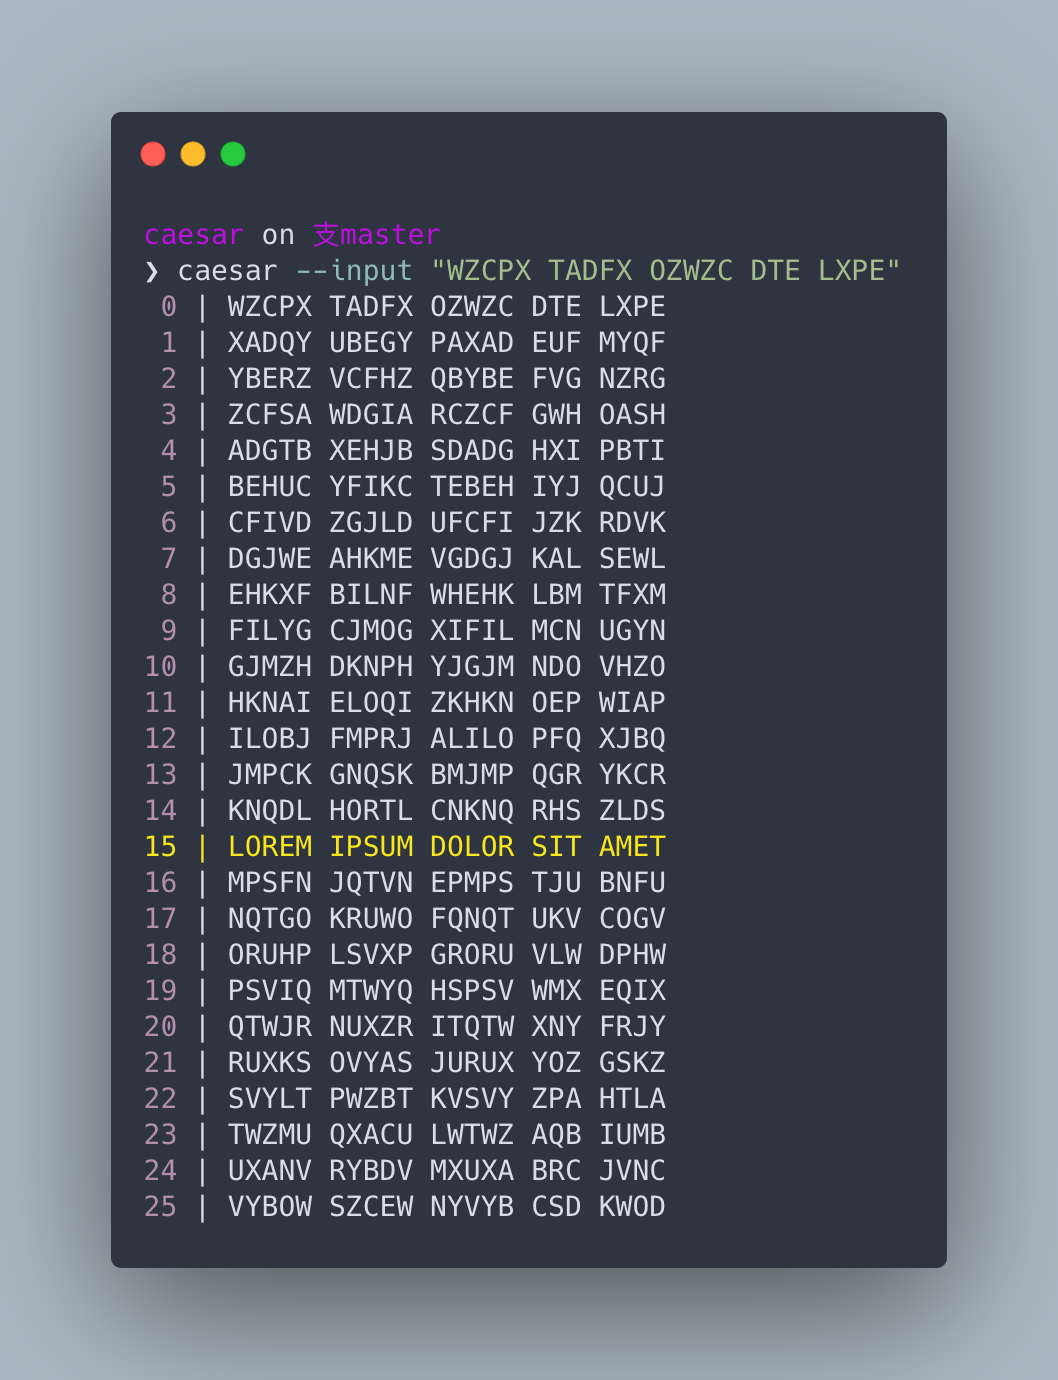 caesar on 支master
❯ caesar --input "WZCPX TADFX OZWZC DTE LXPE"
0 | WZCPX TADFX OZWZC DTE LXPE
1 | XADQY UBEGY PAXAD EUF MYQF
2 | YBERZ VCFHZ QBYBE FVG NZRG
3 | ZCFSA WDGIA RCZCF GWH OASH
4 | ADGTB XEHJB SDADG HXI PBTI
5 | BEHUC YFIKC TEBEH IYJ QCUJ
6 | CFIVD ZGJLD UFCFI JZK RDVK
7 | DGJWE AHKME VGDGJ KAL SEWL
8 | EHKXF BILNF WHEHK LBM TFXM
9 | FILYG CJMOG XIFIL MCN UGYN
10 | GJMZH DKNPH YJGJM NDO VHZO
11 | HKNAI ELOQI ZKHKN OEP WIAP
12 | ILOBJ FMPRJ ALILO PFQ XJBQ
13 | JMPCK GNQSK BMJMP QGR YKCR
14 | KNQDL HORTL CNKNQ RHS ZLDS
15 | LOREM IPSUM DOLOR SIT AMET
16 | MPSFN JQTVN EPMPS TJU BNFU
17 | NQTGO KRUWO FQNQT UKV COGV
18 | ORUHP LSVXP GRORU VLW DPHW
19 | PSVIQ MTWYQ HSPSV WMX EQIX
20 | QTWJR NUXZR ITQTW XNY FRJY
21 | RUXKS OVYAS JURUX YOZ GSKZ
22 | SVYLT PWZBT KVSVY ZPA HTLA
23 | TWZMU QXACU LWTWZ AQB IUMB
24 | UXANV RYBDV MXUXA BRC JVNC
25 | VYBOW SZCEW NYVYB CSD KWOD